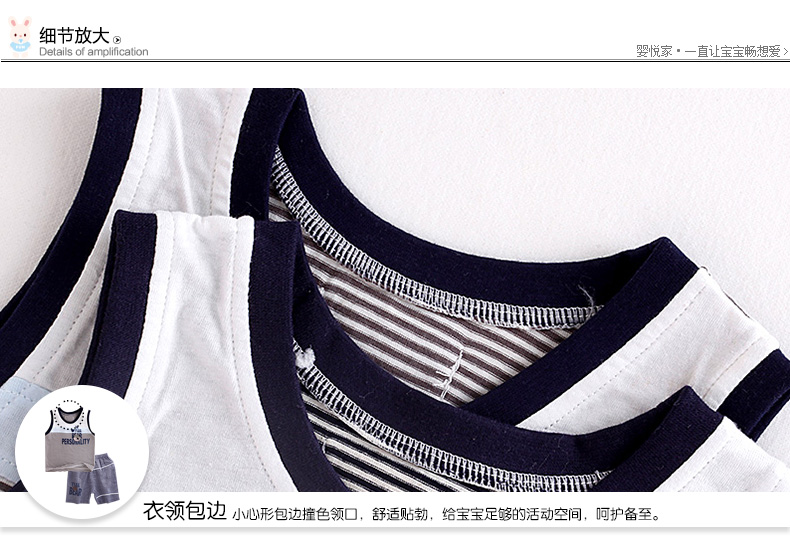 细节放大
Details of amplification
婴悦家·一直让宝宝畅想爱
PERSONALITY
衣领包边 小心形包边撞色领口，舒适贴勃，给宝宝足够的活动空间，呵护备至。